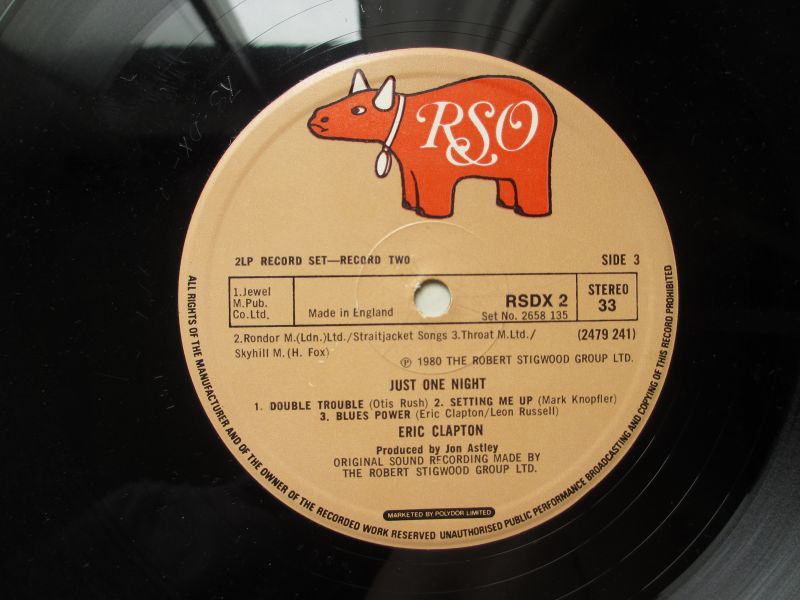 RSO
2LP RECORD SET—RECORD TWO
SIDE 3
1.Jewel
M.Pub.
Co.Ltd.
Made in England
RSDX 2
Set No. 2658 135
STEREO
33
2.Rondor M.(Ldn.)Ltd./Straitjacket Songs 3.Throat M.Ltd./
(2479 241)
Skyhill M.(H. Fox)
℗ 1980 THE ROBERT STIGWOOD GROUP LTD.
JUST ONE NIGHT
1. DOUBLE TROUBLE (Otis Rush) 2. SETTING ME UP (Mark Knopfler)
3. BLUES POWER (Eric Clapton/Leon Russell)
ERIC CLAPTON
Produced by Jon Astley
ORIGINAL SOUND RECORDING MADE BY
THE ROBERT STIGWOOD GROUP LTD.
MARKETED BY POLYDOR LIMITED
ALL RIGHTS OF THE MANUFACTURER AND OF THE OWNER OF THE RECORDED WORK RESERVED UNAUTHORISED PUBLIC PERFORMANCE BROADCASTING AND COPYING OF THIS RECORD PROHIBITED